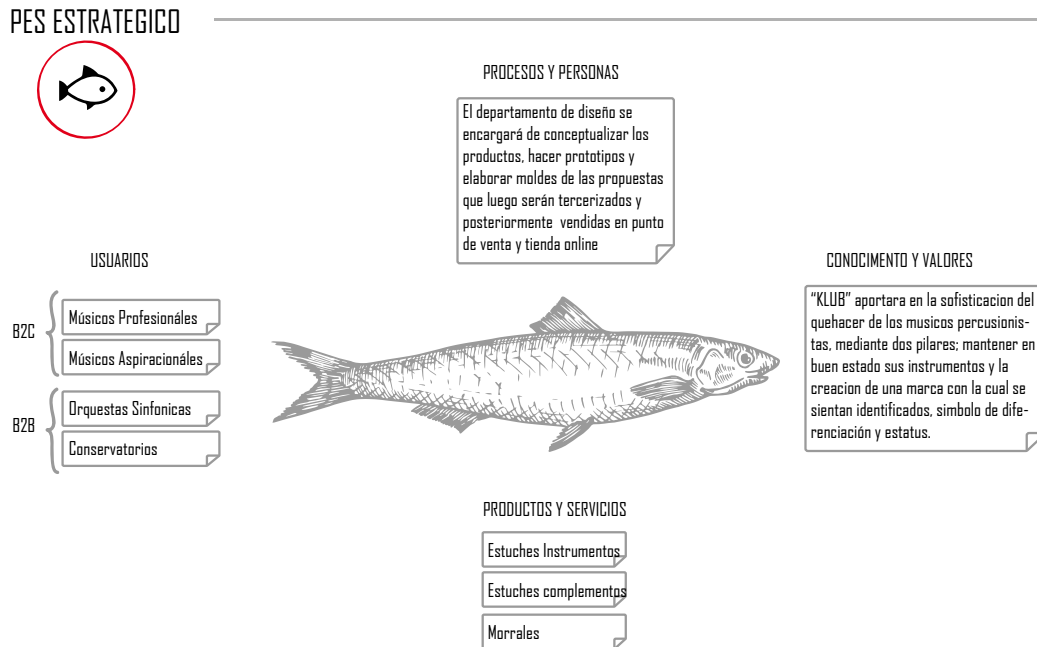 PES ESTRATEGICO
PROCESOS Y PERSONAS
El departamento de diseño se
encargará de conceptualizar los
productos, hacer prototipos y
elaborar moldes de las propuestas
que luego serán tercerizados y
posteriormente vendidas en punto
de venta y tienda online
USUARIOS
B2C
Músicos Profesionáles
Músicos Aspiracionáles
B2B
Orquestas Sinfonicas
Conservatorios
CONOCIMENTO Y VALORES
"KLUB" aportara en la sofisticacion del
quehacer de los musicos percusionis-
tas, mediante dos pilares; mantener en
buen estado sus instrumentos y la
creacion de una marca con la cual se
sientan identificados, simbolo de dife-
renciación y estatus.
PRODUCTOS Y SERVICIOS
Estuches Instrumentos
Estuches complementos
Morrales